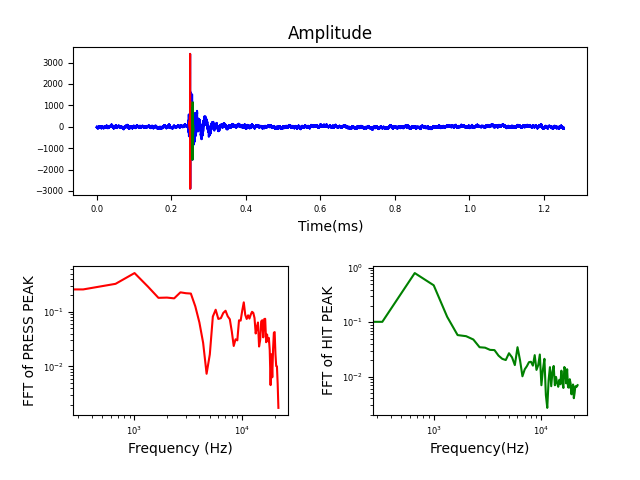 Amplitude
3000
2000
1000
0
−1000
−2000
−3000
0.0 0.2 0.4 0.6 0.8 1.0 1.2
Time(ms)
FFT of PRESS PEAK
10⁻¹
10⁻²
10³ 10⁴
Frequency (Hz)
FFT of HIT PEAK
10⁰
10⁻¹
10⁻²
10³ 10⁴
Frequency(Hz)